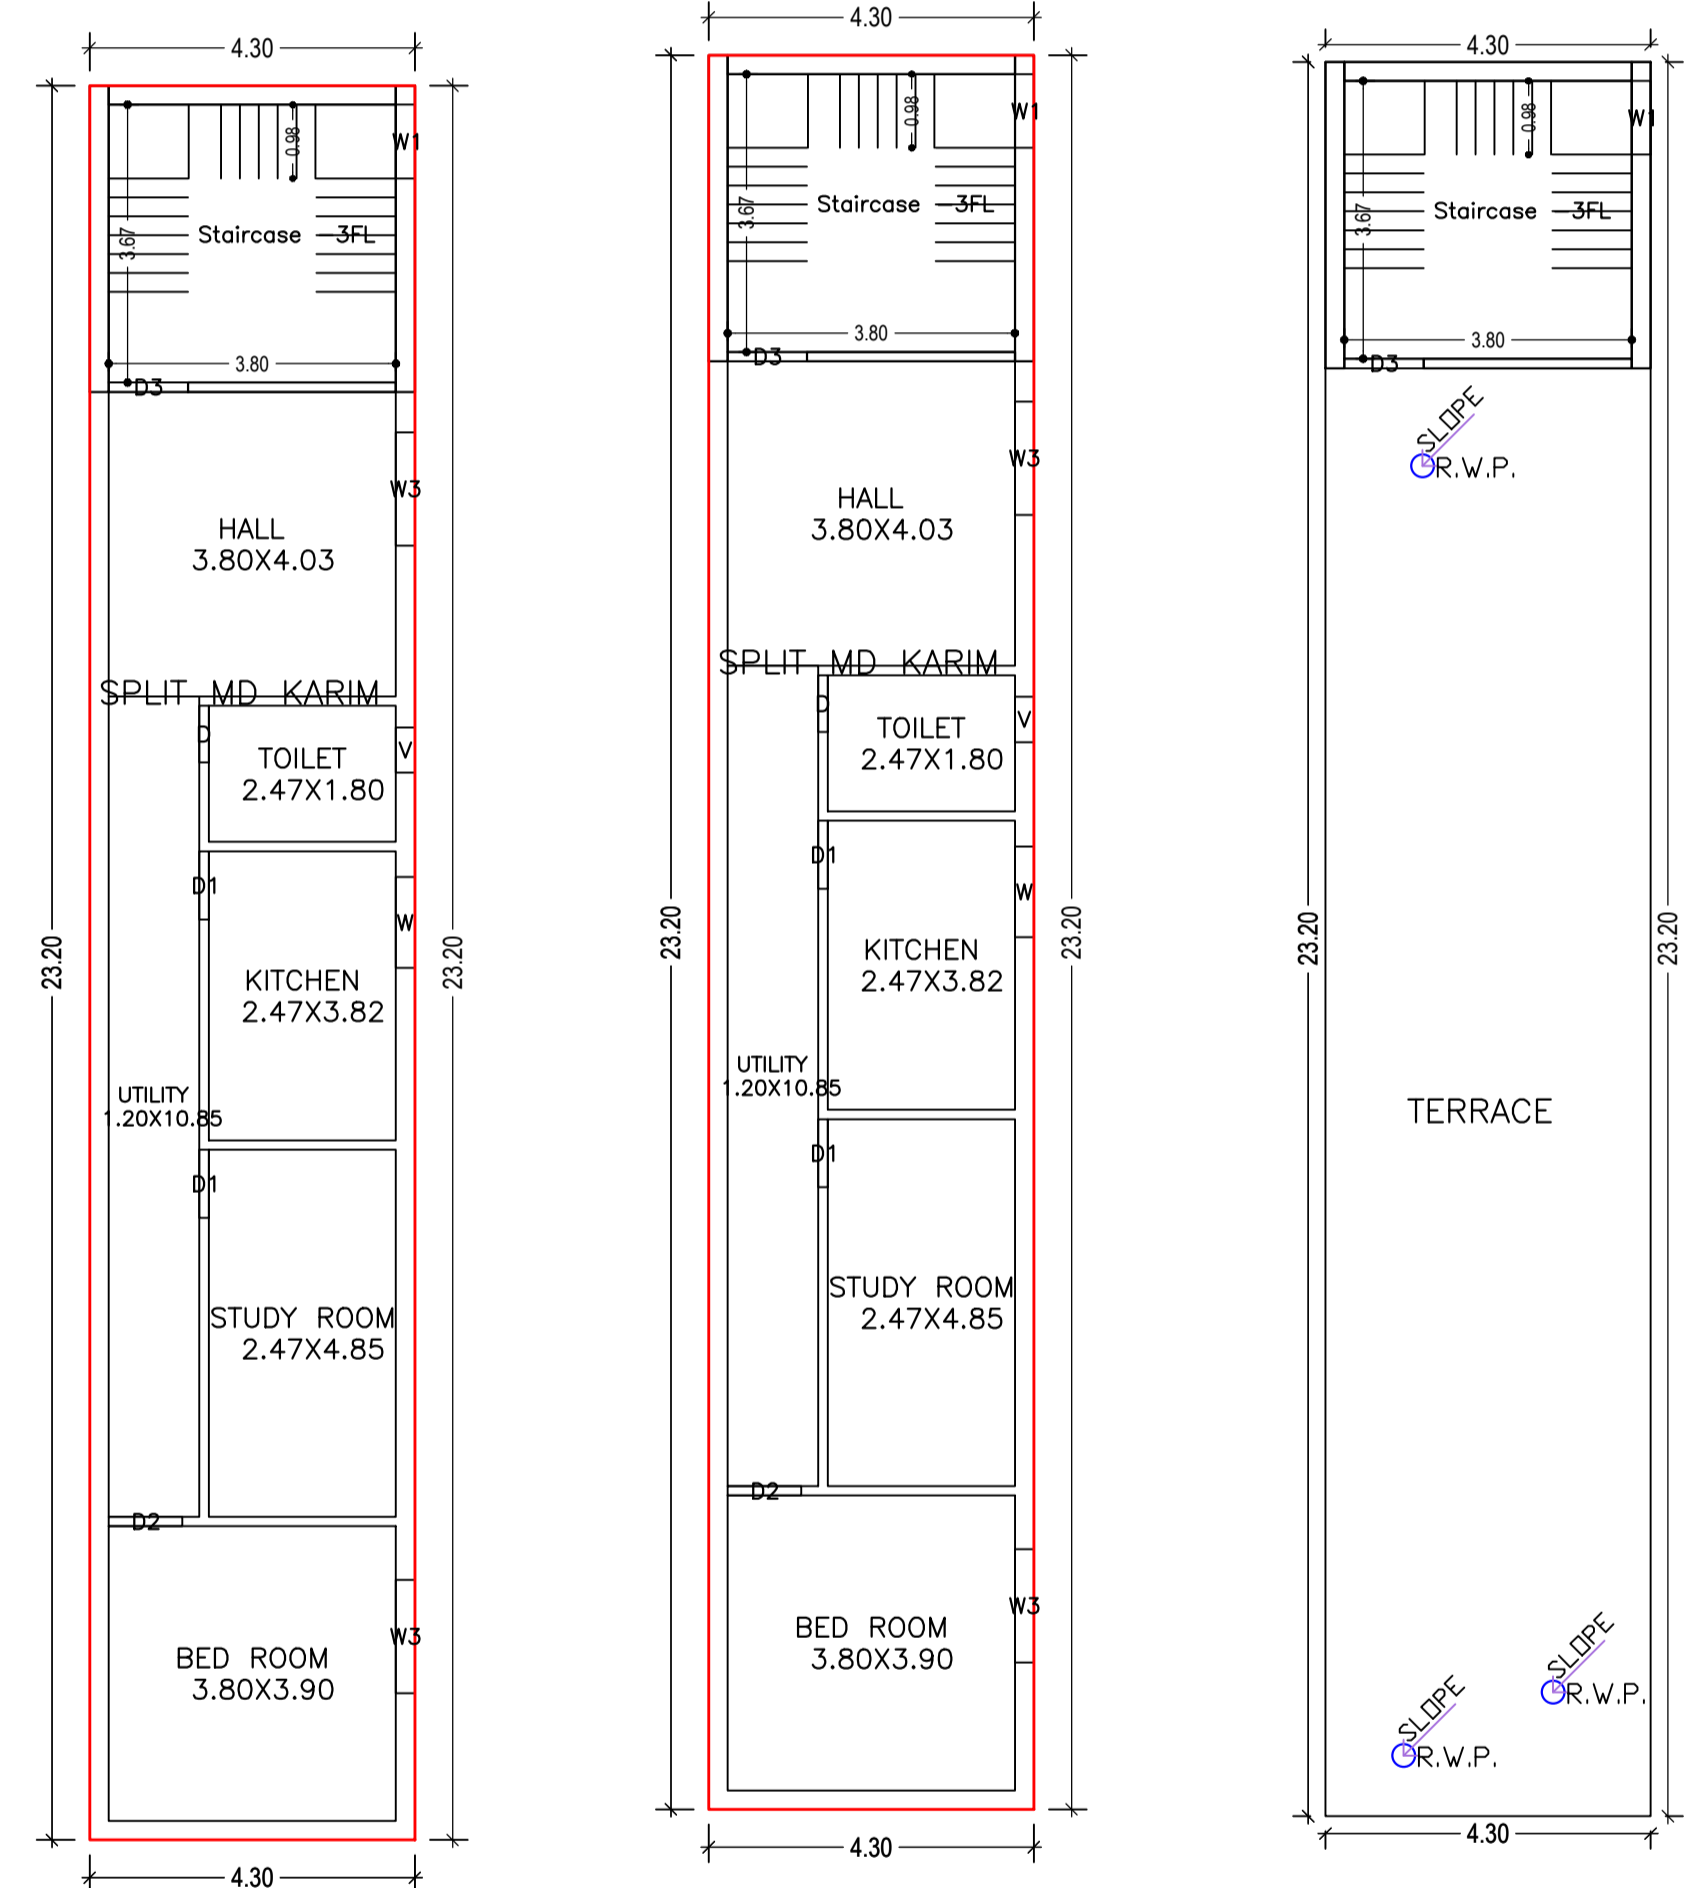 4.30
0.98
W1
3.67
Staircase -3FL
3.80
D3
W3
HALL
3.80X4.03
SPLIT MD KARIM
D
V
TOILET
2.47X1.80
D1
W
23.20
23.20
KITCHEN
2.47X3.82
UTILITY
1.20X10.85
D1
STUDY ROOM
2.47X4.85
D2
W3
BED ROOM
3.80X3.90
4.30
4.30
0.98
W1
3.67
Staircase -3FL
3.80
D3
W3
HALL
3.80X4.03
SPLIT MD KARIM
D
V
TOILET
2.47X1.80
D1
W
23.20
23.20
KITCHEN
2.47X3.82
UTILITY
1.20X10.85
D1
STUDY ROOM
2.47X4.85
D2
W3
BED ROOM
3.80X3.90
4.30
4.30
0.98
W1
3.67
Staircase -3FL
3.80
D3
SLOPE
R.W.P.
23.20
23.20
TERRACE
SLOPE
R.W.P.
SLOPE
R.W.P.
4.30